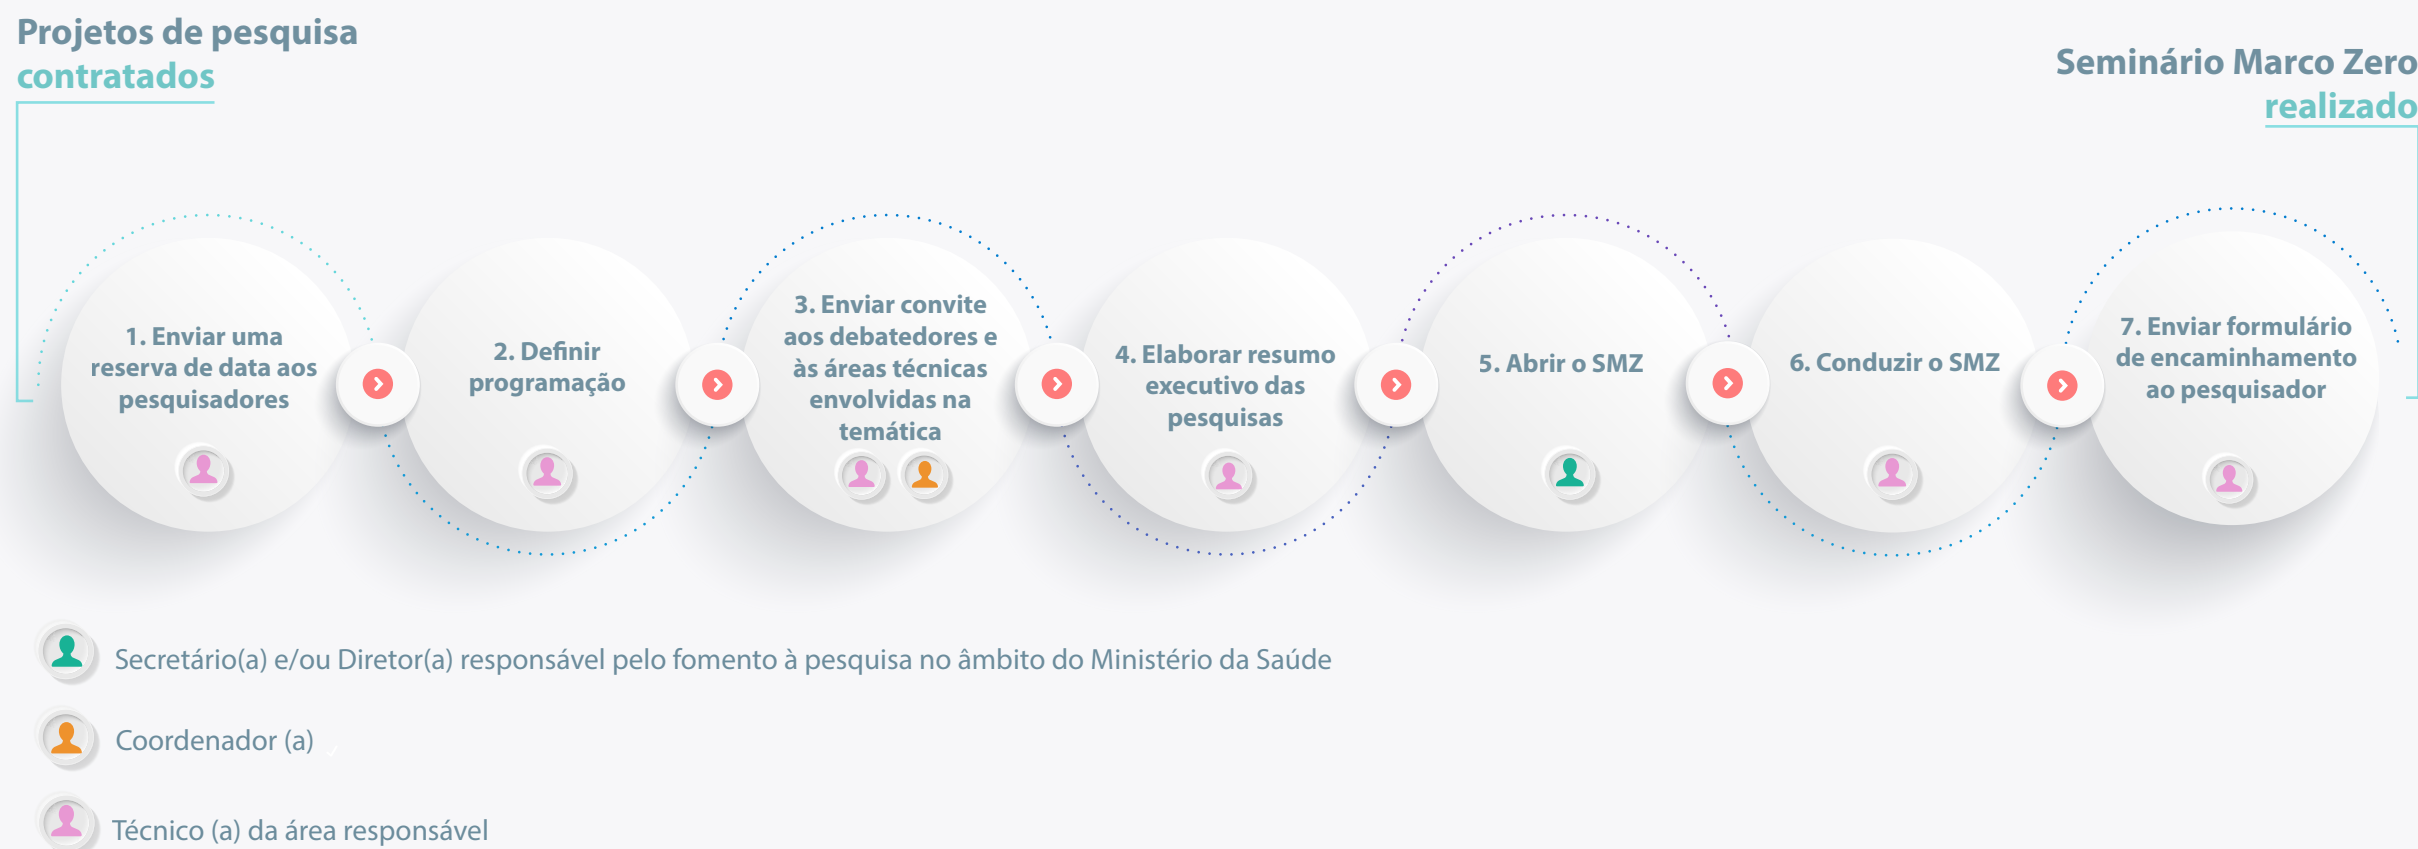 Projetos de pesquisa
contratados
Seminário Marco Zero
realizado
1. Enviar uma
reserva de data aos
pesquisadores
2. Definir
programação
3. Enviar convite
aos debatedores e
às áreas técnicas
envolvidas na
temática
4. Elaborar resumo
executivo das
pesquisas
5. Abrir o SMZ
6. Conduzir o SMZ
7. Enviar formulário
de encaminhamento
ao pesquisador
Secretário(a) e/ou Diretor(a) responsável pelo fomento à pesquisa no âmbito do Ministério da Saúde
Coordenador (a)
Técnico (a) da área responsável